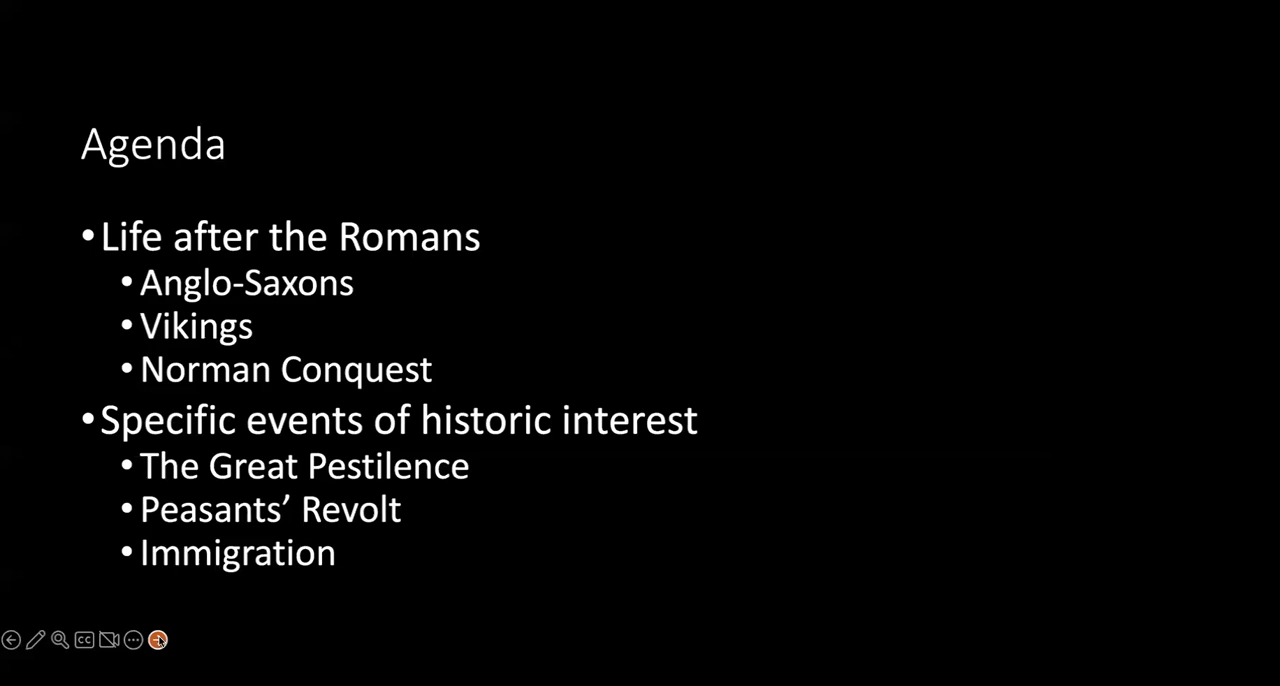 Agenda
•Life after the Romans
•Anglo-Saxons
•Vikings
•Norman Conquest
•Specific events of historic interest
•The Great Pestilence
•Peasants’ Revolt
•Immigration
CC